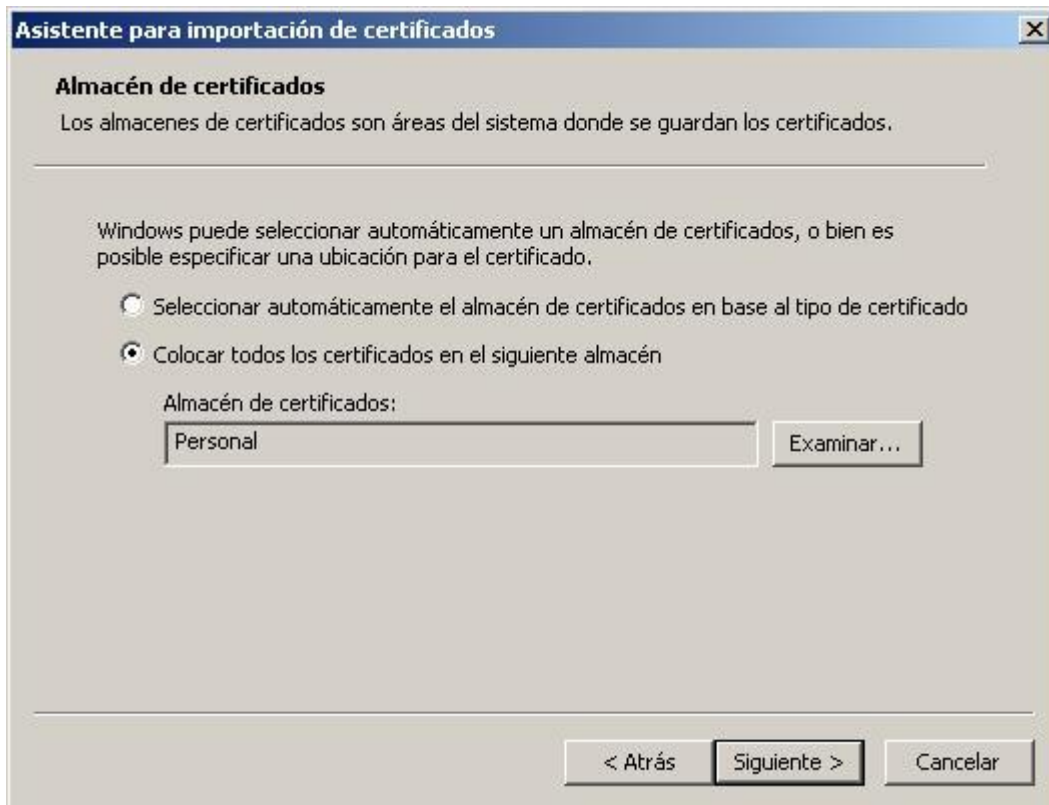 Asistente para importación de certificados
Almacén de certificados
Los almacenes de certificados son áreas del sistema donde se guardan los certificados.
Windows puede seleccionar automáticamente un almacén de certificados, o bien es
posible especificar una ubicación para el certificado.
Seleccionar automáticamente el almacén de certificados en base al tipo de certificado
Colocar todos los certificados en el siguiente almacén
Almacén de certificados:
Personal
Examinar...
< Atrás
Siguiente >
Cancelar